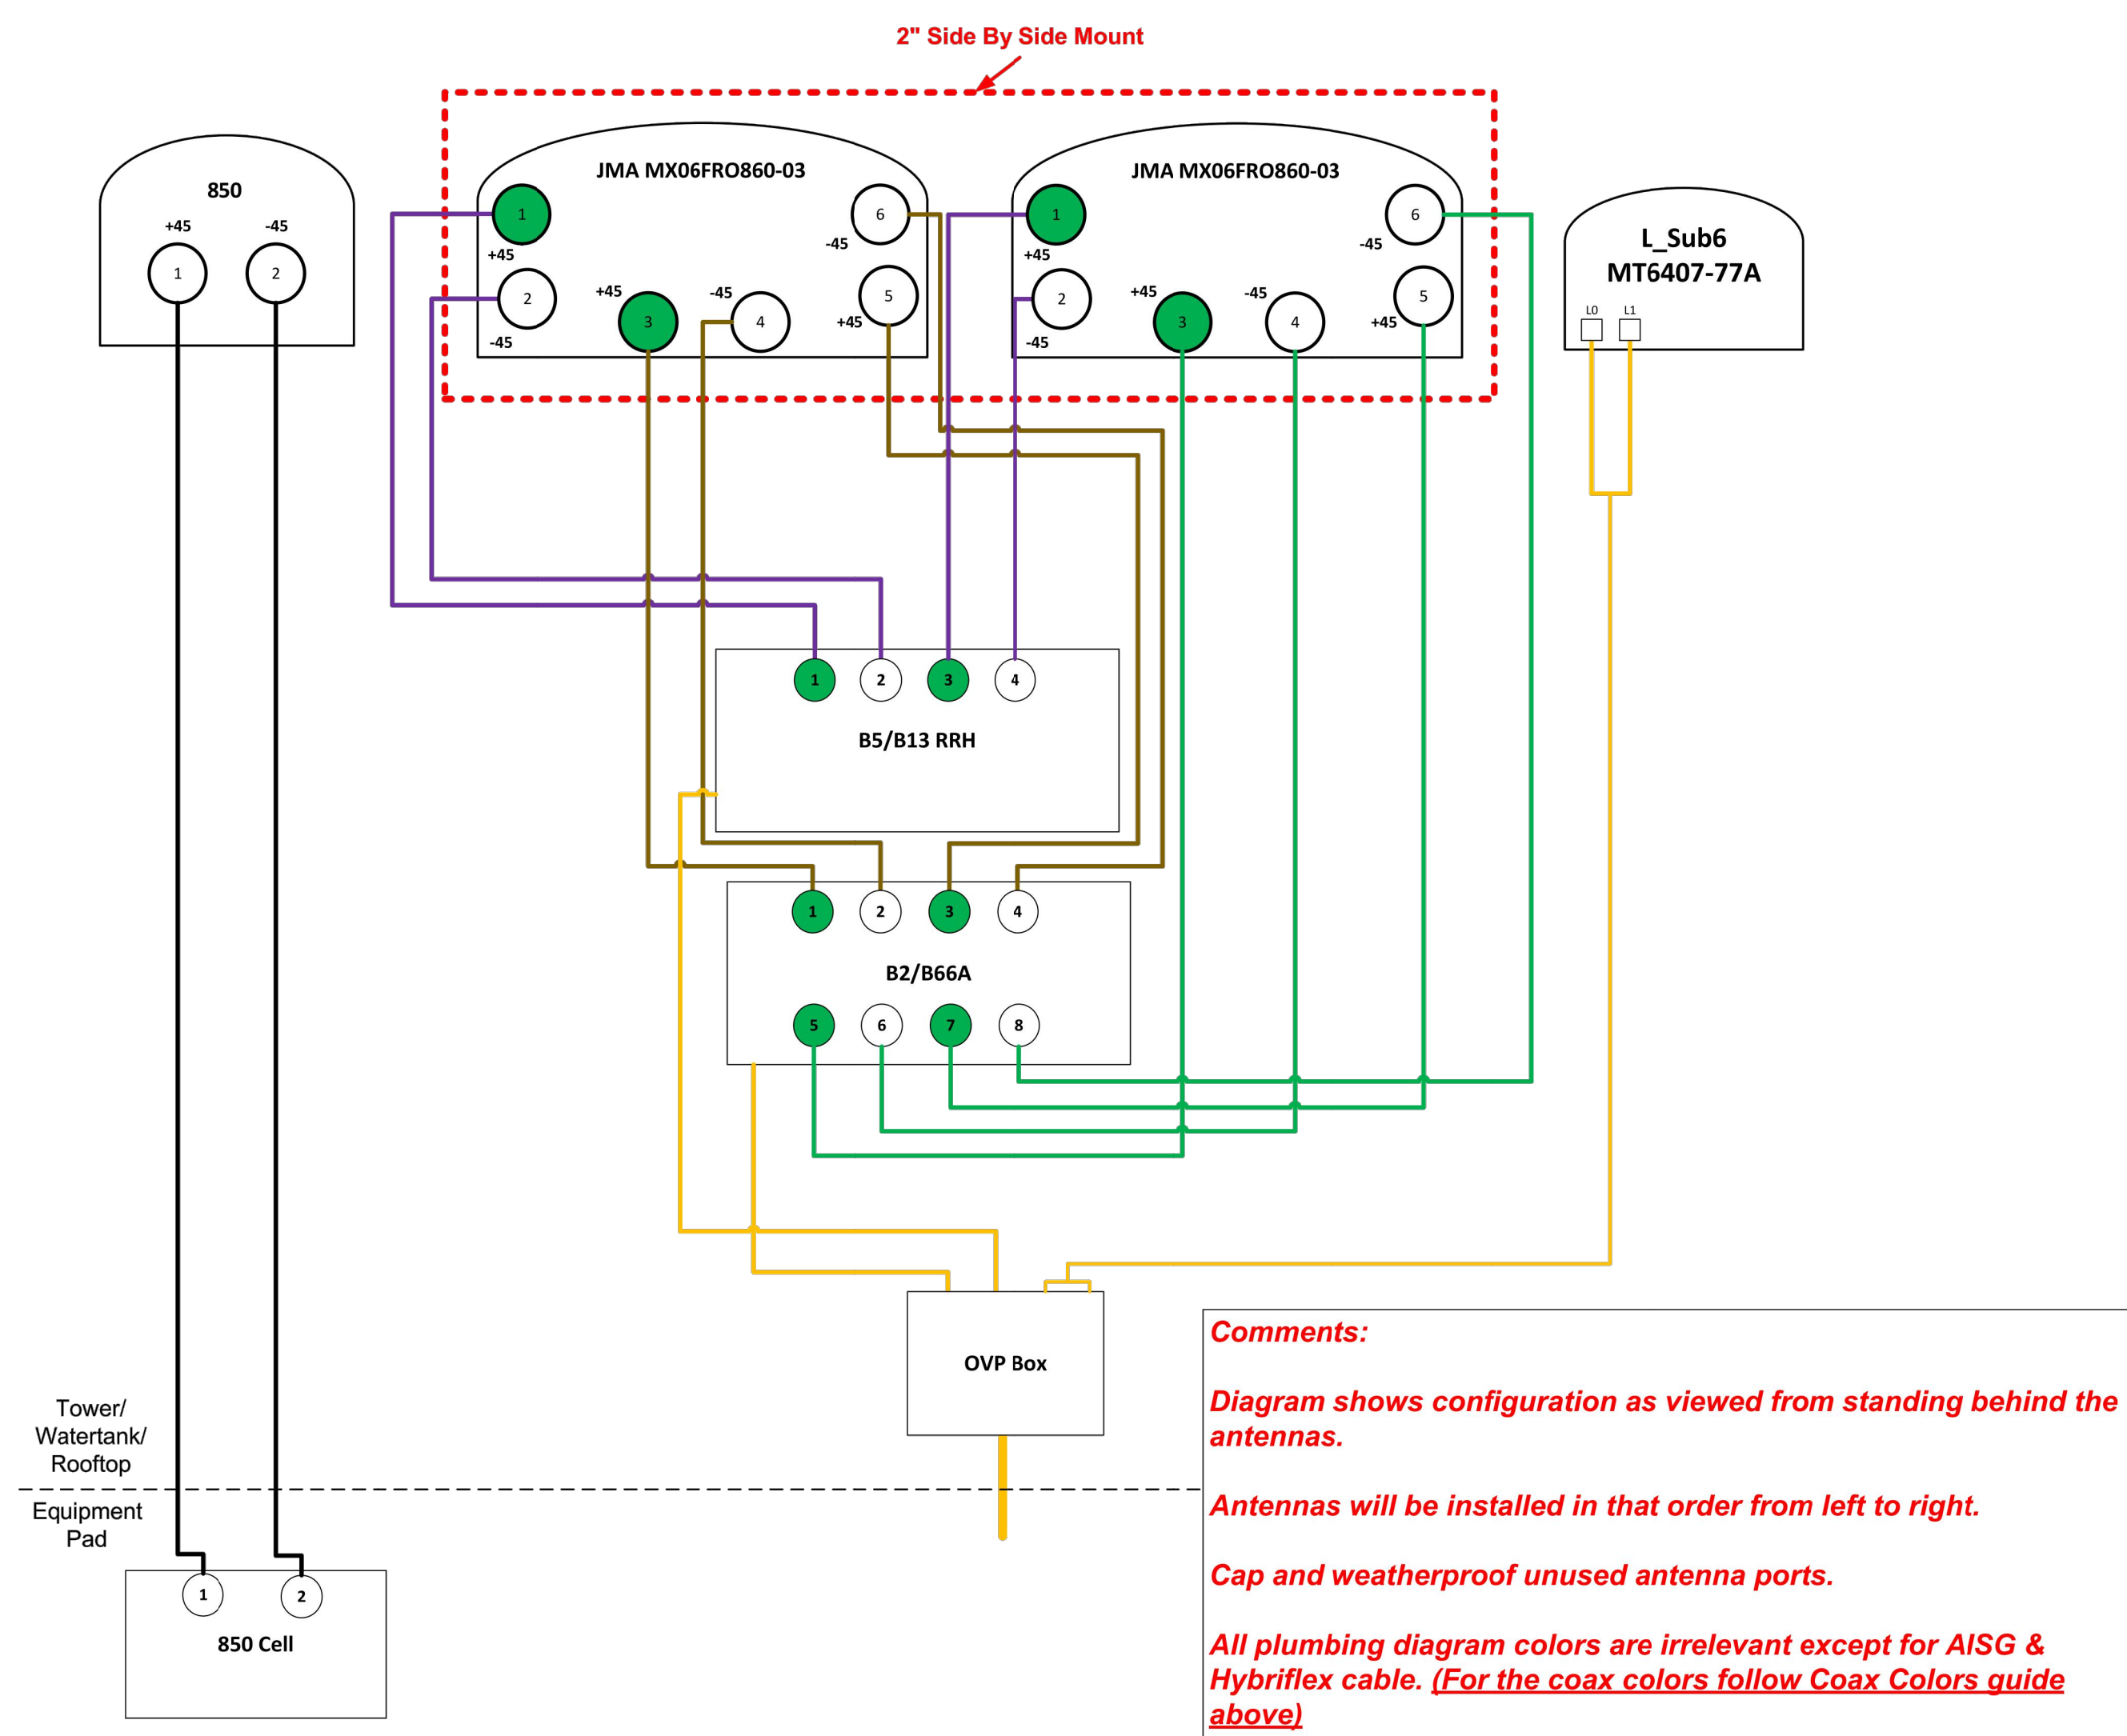 2" Side By Side Mount
850
+45
-45
1
2
JMA MX06FRO860-03
1
+45
2
-45
+45
3
-45
4
6
-45
5
+45
JMA MX06FRO860-03
1
+45
2
-45
+45
3
-45
4
6
-45
5
+45
L_Sub6
MT6407-77A
L0
L1
1
2
3
4
B5/B13 RRH
1
2
3
4
B2/B66A
5
6
7
8
OVP Box
Tower/
Watertank/
Rooftop
Equipment
Pad
1
2
850 Cell
Comments:
Diagram shows configuration as viewed from standing behind the
antennas.
Antennas will be installed in that order from left to right.
Cap and weatherproof unused antenna ports.
All plumbing diagram colors are irrelevant except for AISG &
Hybriflex cable. (For the coax colors follow Coax Colors guide
above)